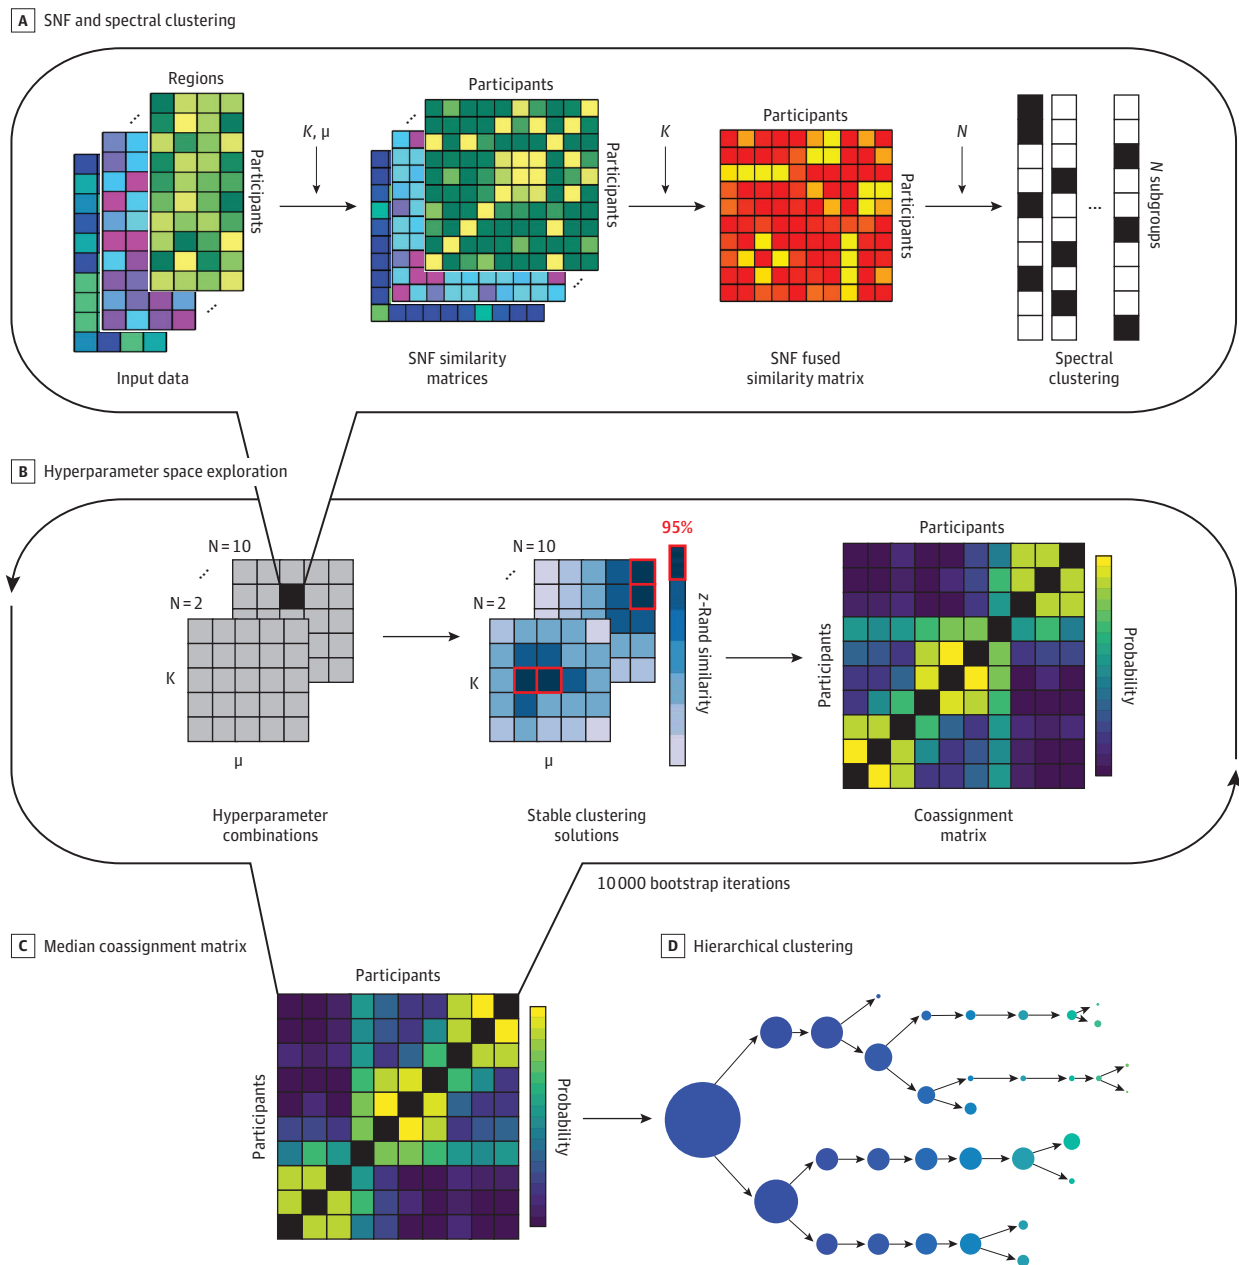 A SNF and spectral clustering
Regions
Participants
...
...
Input data
K, μ
Participants
Participants
...
...
SNF similarity
matrices
K
Participants
Participants
SNF fused
similarity matrix
N
...
N subgroups
Spectral
clustering
B Hyperparameter space exploration
N = 10
...
N = 2
K
μ
Hyperparameter
combinations
N = 10
...
N = 2
K
μ
95%
z-Rand similarity
Stable clustering
solutions
Participants
Participants
Probability
Coassignment
matrix
10 000 bootstrap iterations
C Median coassignment matrix
Participants
Participants
Probability
D Hierarchical clustering